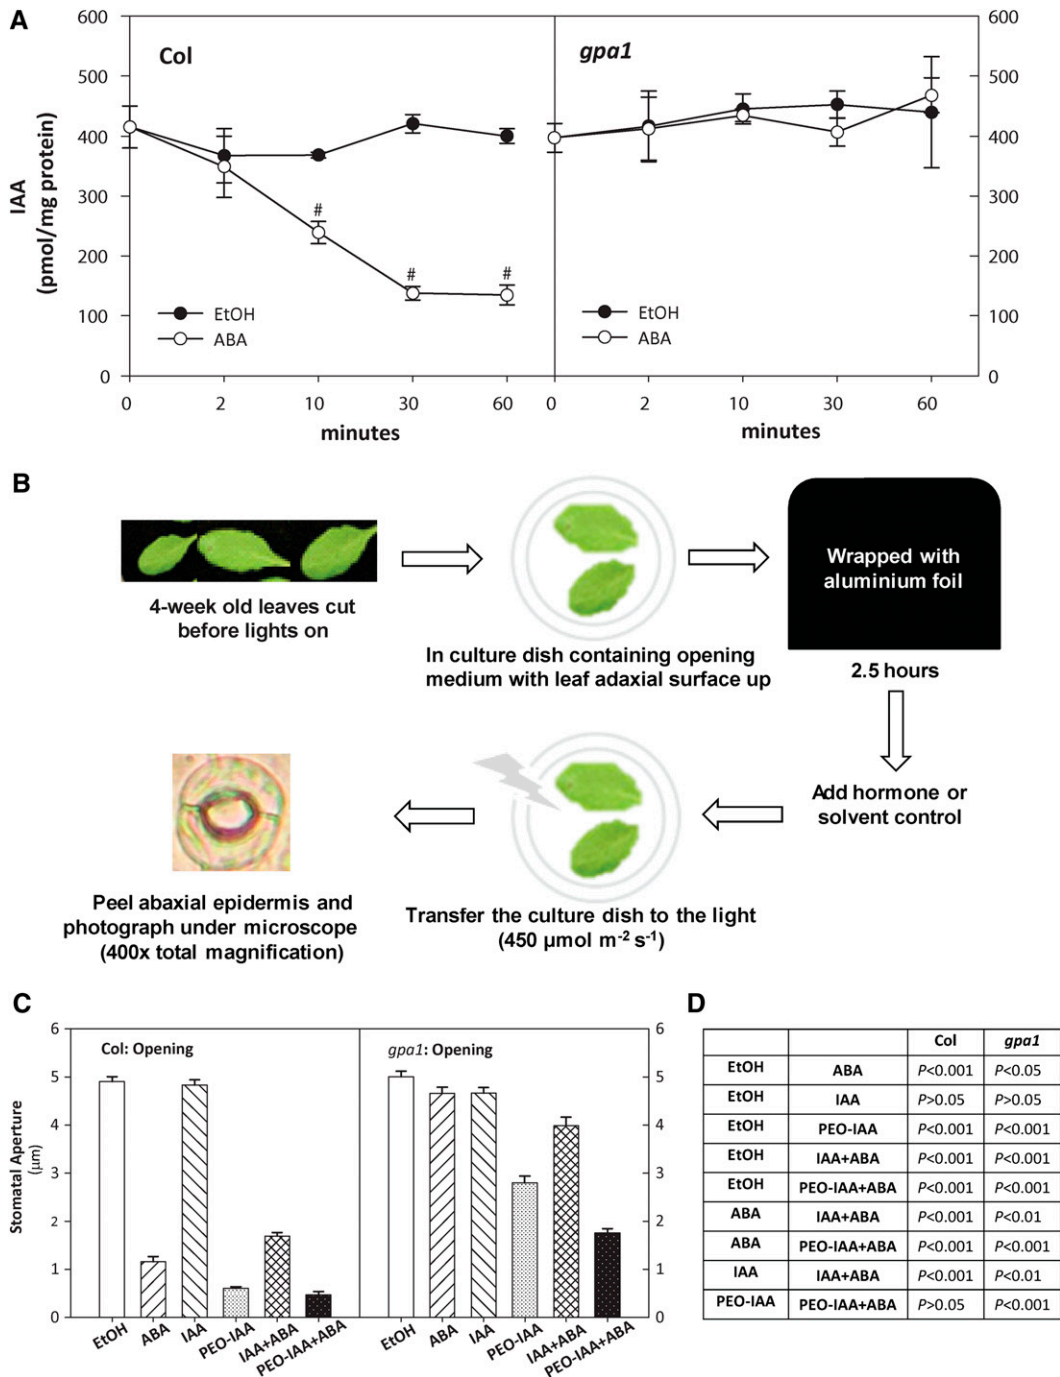 A
Col
gpa1
600
500
400
300
200
100
0
IAA
(pmol/mg protein)
EtOH
ABA
EtOH
ABA
600
500
400
300
200
100
0
#
#
#
0 2 10 30 60
0 2 10 30 60
minutes
minutes
B
4-week old leaves cut
before lights on
In culture dish containing opening
medium with leaf adaxial surface up
Wrapped with
aluminium foil
2.5 hours
Add hormone or
solvent control
Transfer the culture dish to the light
(450 µmol m⁻² s⁻¹)
Peel abaxial epidermis and
photograph under microscope
(400x total magnification)
C
Col: Opening
gpa1: Opening
Stomatal Aperture
(µm)
6
5
4
3
2
1
0
6
5
4
3
2
1
0
EtOH ABA IAA PEO-IAA IAA+ABA PEO-IAA+ABA
EtOH ABA IAA PEO-IAA IAA+ABA PEO-IAA+ABA
D
Col gpa1
EtOH ABA P<0.001 P<0.05
EtOH IAA P>0.05 P>0.05
EtOH PEO-IAA P<0.001 P<0.001
EtOH IAA+ABA P<0.001 P<0.001
EtOH PEO-IAA+ABA P<0.001 P<0.001
ABA IAA+ABA P<0.001 P<0.01
ABA PEO-IAA+ABA P<0.001 P<0.001
IAA IAA+ABA P<0.001 P<0.01
PEO-IAA PEO-IAA+ABA P>0.05 P<0.001